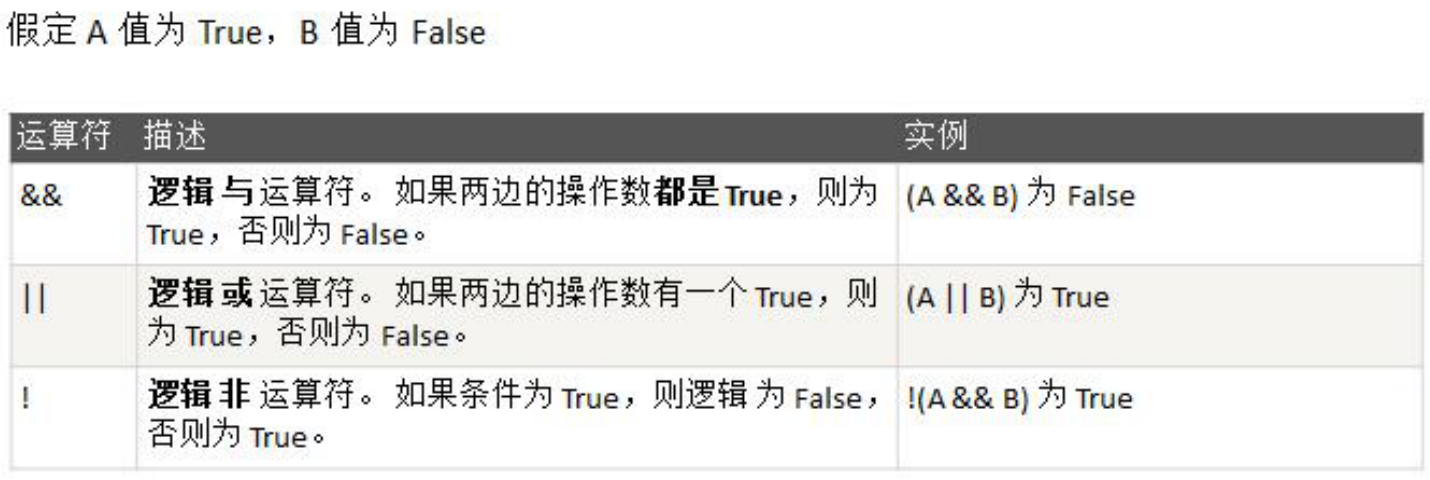 假定 A 值为 True，B 值为 False
运算符 描述 实例
&& 逻辑 与 运算符。 如果两边的操作数都是 True，则为 (A && B) 为 False
True，否则为 False。
|| 逻辑 或 运算符。 如果两边的操作数有一个 True，则 (A || B) 为 True
为 True，否则为 False。
! 逻辑 非 运算符。 如果条件为 True，则逻辑 为 False， !(A && B) 为 True
否则为 True。